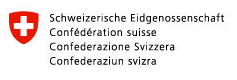 Schweizerische Eidgenossenschaft
Confédération suisse
Confederazione Svizzera
Confederaziun svizra